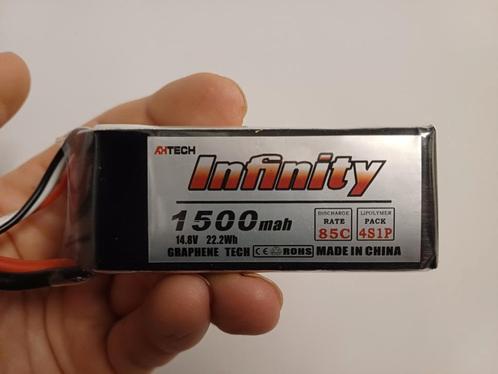 AHTECH
Infinity
1500mah
14.8V 22.2Wh
DISCHARGE
RATE
85C
LIPOLYMER
PACK
4S1P
GRAPHENE TECH CE ROHS MADE IN CHINA